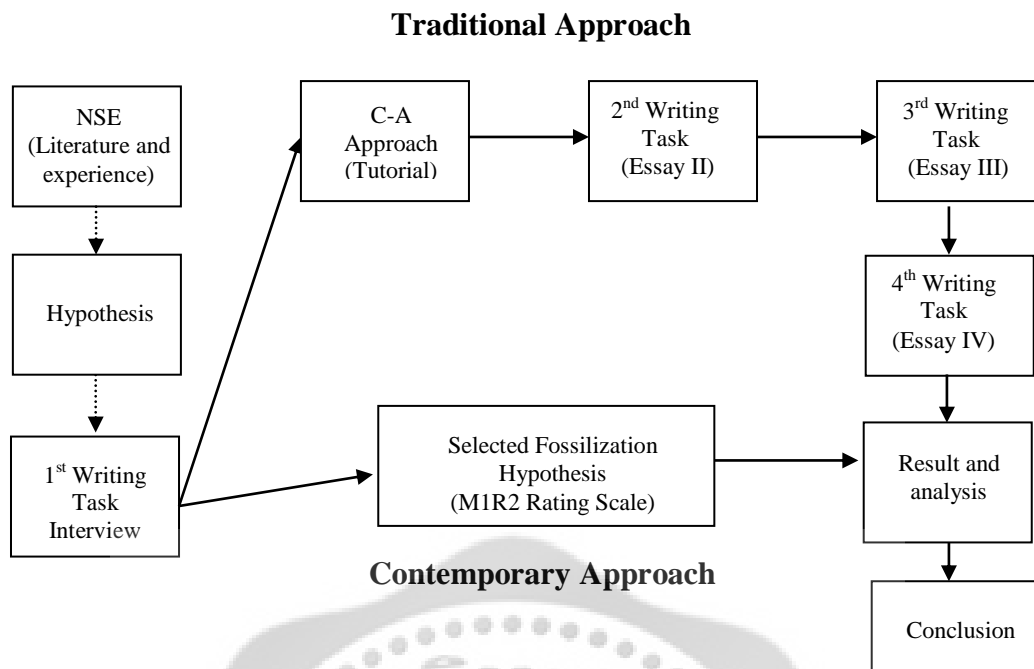 Traditional Approach
NSE
(Literature and
experience)
Hypothesis
1st Writing
Task
Interview
C-A
Approach
(Tutorial)
2nd Writing
Task
(Essay II)
3rd Writing
Task
(Essay III)
4th Writing
Task
(Essay IV)
Selected Fossilization
Hypothesis
(M1R2 Rating Scale)
Result and
analysis
Contemporary Approach
Conclusion